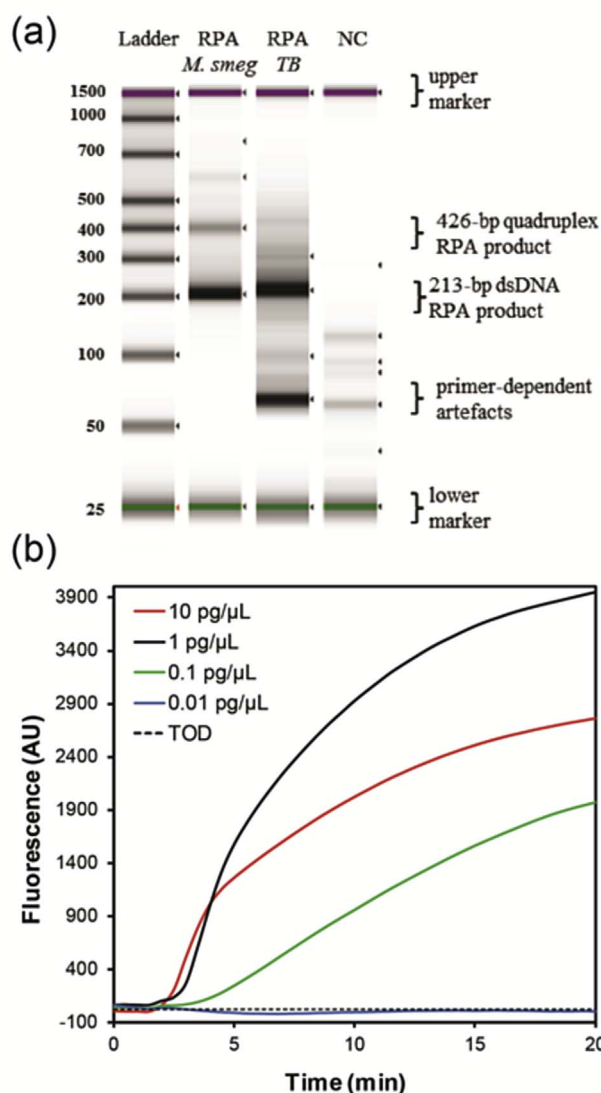 (a)
Ladder RPA RPA NC
M. smeg TB
1500
1000
700
500
400
300
200
100
50
25
upper
marker
426-bp quadruplex
RPA product
213-bp dsDNA
RPA product
primer-dependent
artefacts
lower
marker
(b)
3900
3400
2900
2400
1900
1400
900
400
-100
Fluorescence (AU)
10 pg/µL
1 pg/µL
0.1 pg/µL
0.01 pg/µL
TOD
0 5 10 15 20
Time (min)